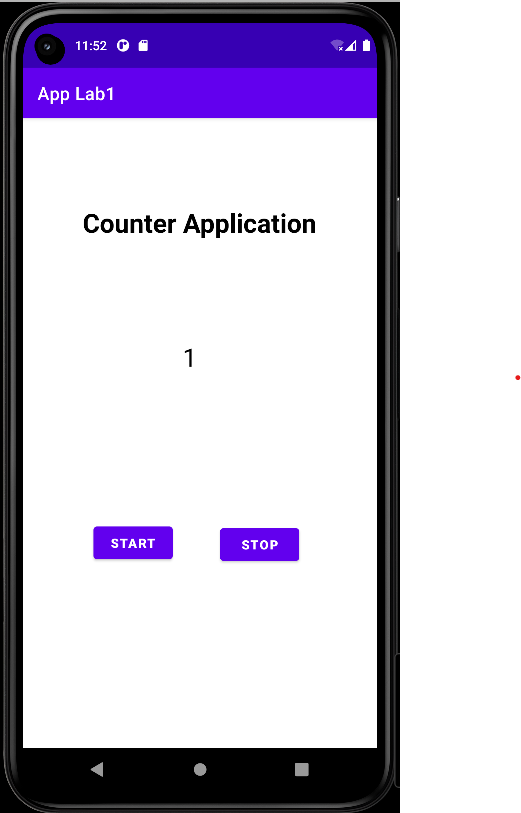 11:52
App Lab1
Counter Application
1
START
STOP